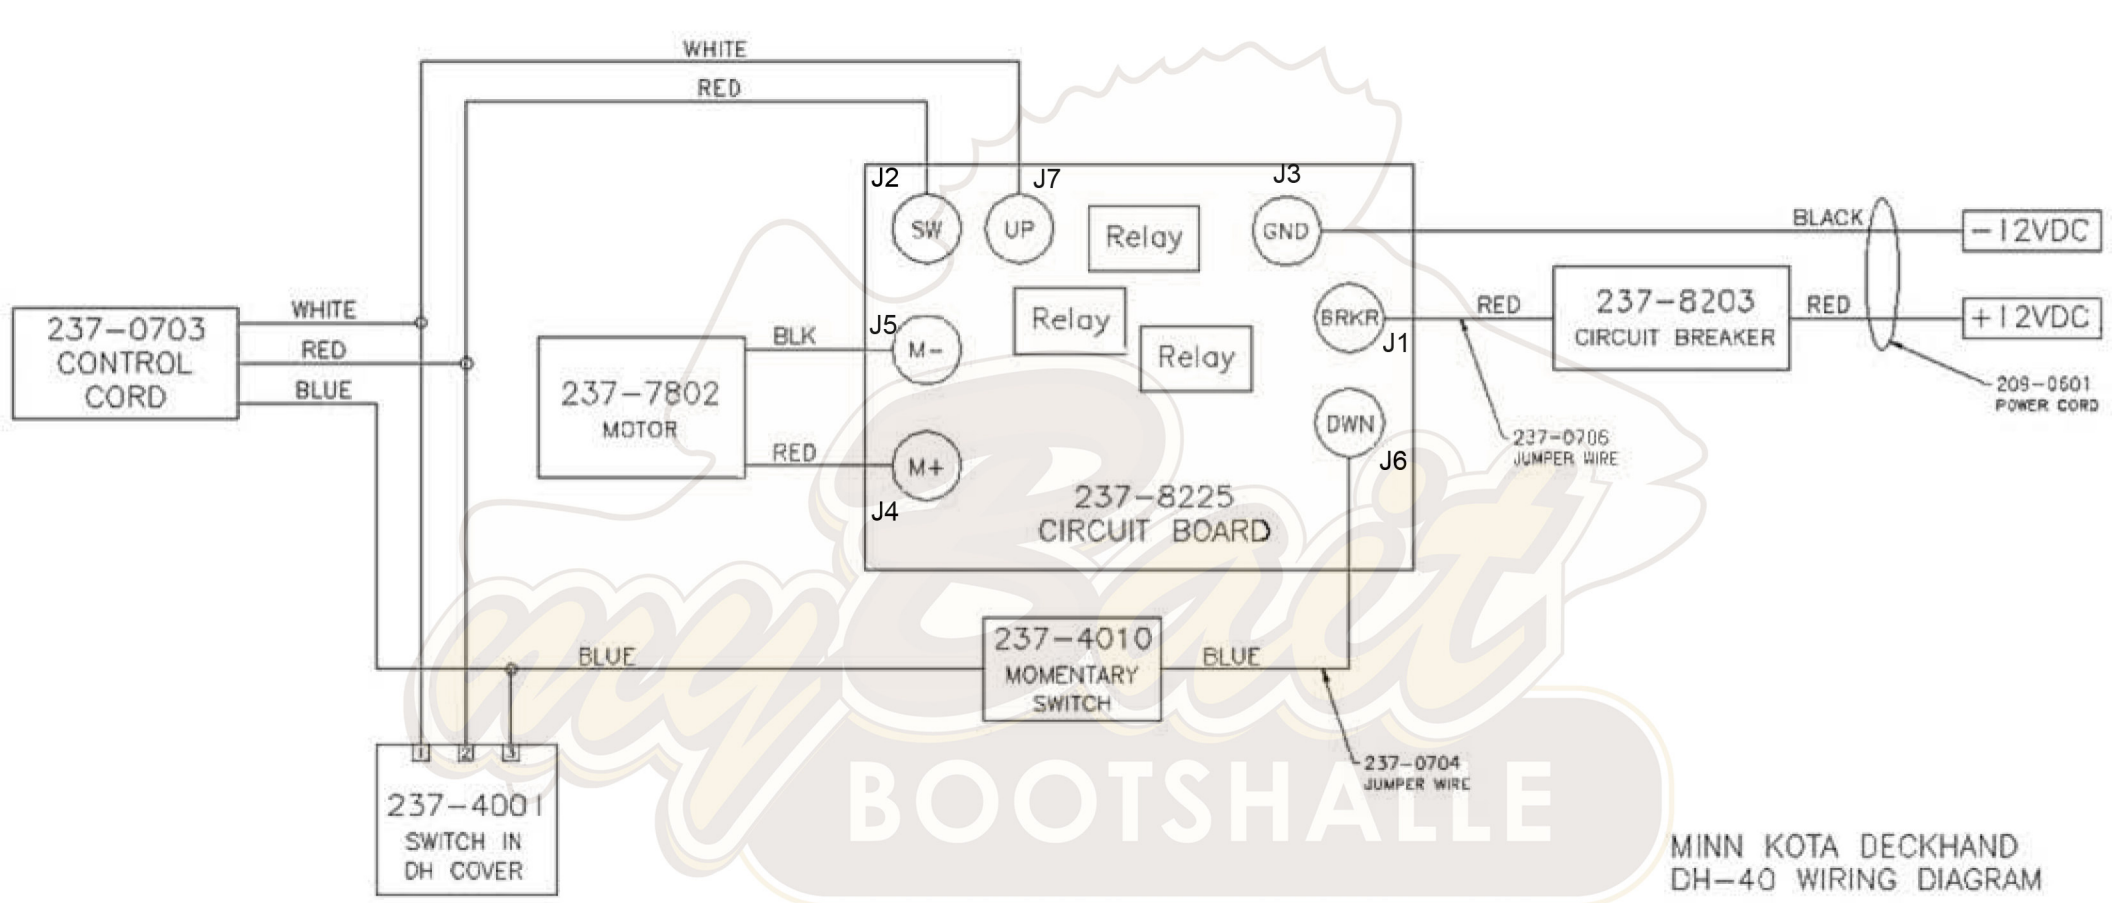 WHITE
RED
J2
J7
J3
SW
UP
Relay
GND
BLACK
-12VDC
237-0703
CONTROL
CORD
WHITE
RED
BLUE
237-7802
MOTOR
BLK
RED
J5
M-
M+
J4
Relay
Relay
BRKR
J1
DWN
J6
237-8225
CIRCUIT BOARD
RED
237-8203
CIRCUIT BREAKER
RED
+12VDC
209-0601
POWER CORD
237-0706
JUMPER WIRE
BLUE
237-4010
MOMENTARY
SWITCH
BLUE
237-0704
JUMPER WIRE
1 2 3
237-4001
SWITCH IN
DH COVER
myBait
BOOTSHALLE
MINN KOTA DECKHAND
DH-40 WIRING DIAGRAM